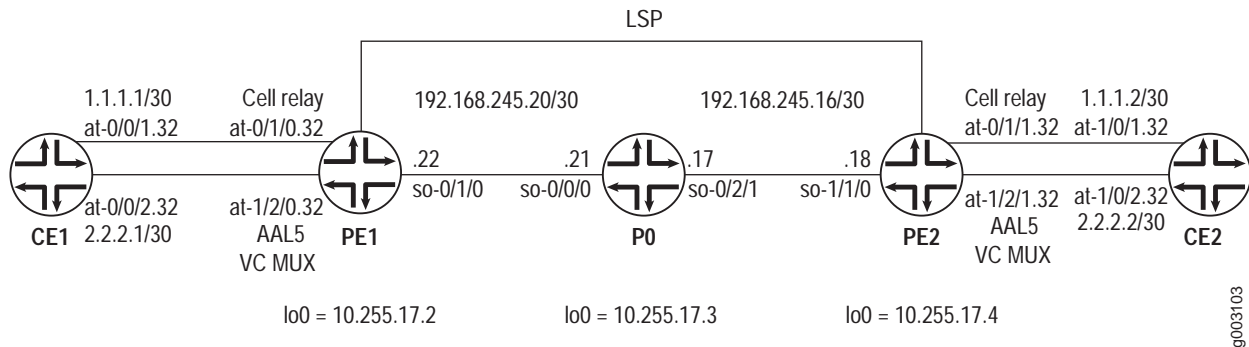 LSP
1.1.1.1/30
at-0/0/1.32
Cell relay
at-0/1/0.32
192.168.245.20/30
192.168.245.16/30
Cell relay
at-0/1/1.32
1.1.1.2/30
at-1/0/1.32
.22
so-0/1/0
.21
so-0/0/0
.17
so-0/2/1
.18
so-1/1/0
at-0/0/2.32
2.2.2.1/30
at-1/2/0.32
AAL5
VC MUX
at-1/2/1.32
AAL5
VC MUX
at-1/0/2.32
2.2.2.2/30
CE1
PE1
P0
PE2
CE2
lo0 = 10.255.17.2
lo0 = 10.255.17.3
lo0 = 10.255.17.4
g003103